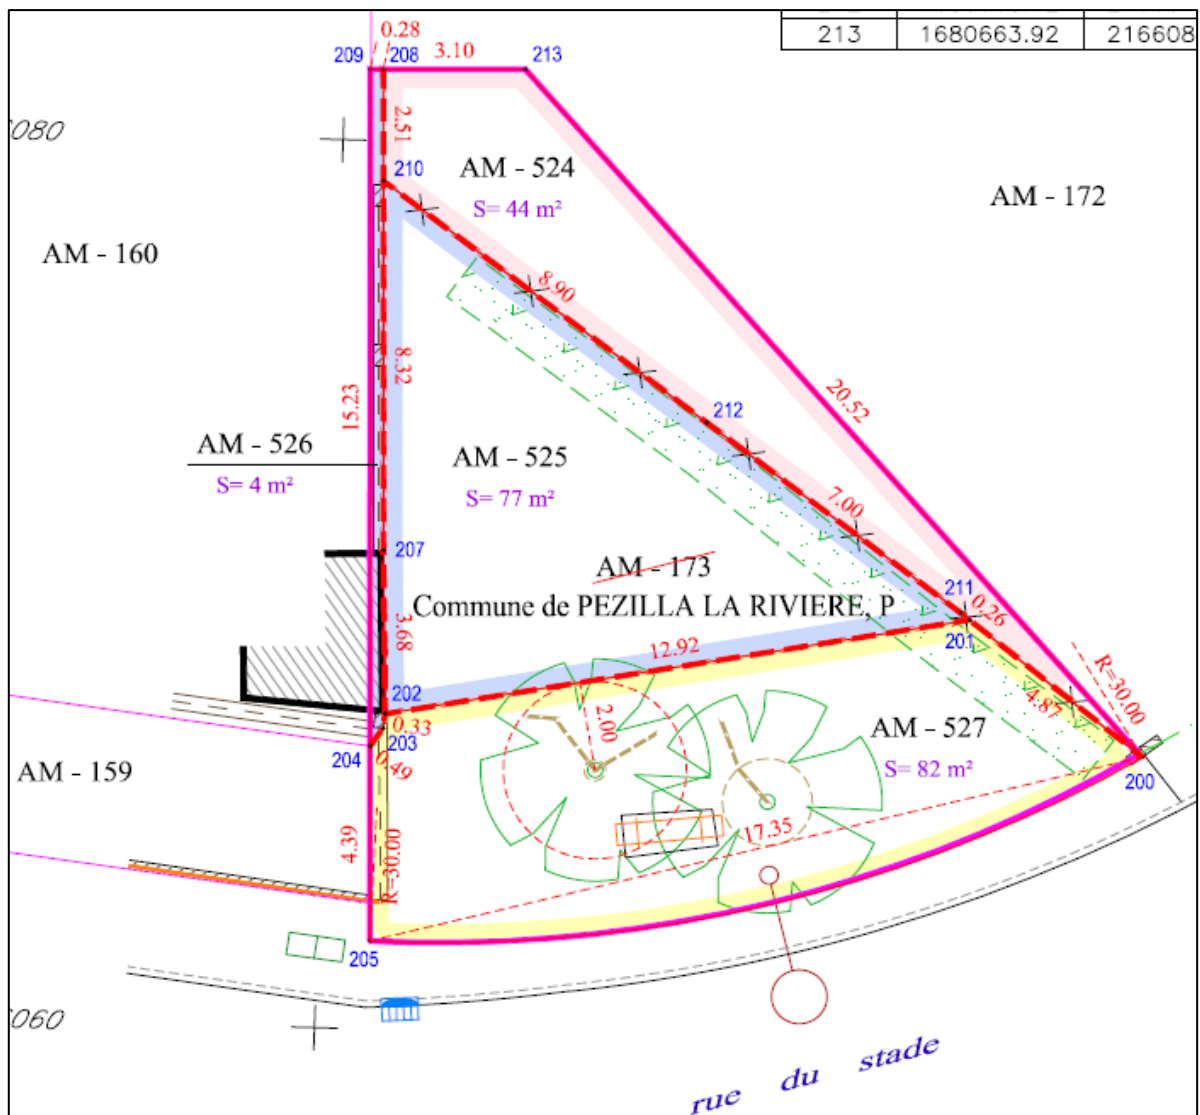 213 1680663.92 216608
0.28
209 208 3.10 213
080
2.51
210
AM - 524
S= 44 m²
AM - 172
AM - 160
8.90
8.32
15.23
20.52
212
AM - 526
S= 4 m²
AM - 525
S= 77 m²
7.00
207
AM - 173
Commune de PEZILLA LA RIVIERE, P
211
0.26
201
3.68
12.92
202
0.33
203
204
0.49
2.00
4.87
R=30.00
AM - 527
S= 82 m²
200
AM - 159
17.35
4.39
R=30.00
205
060
rue du stade